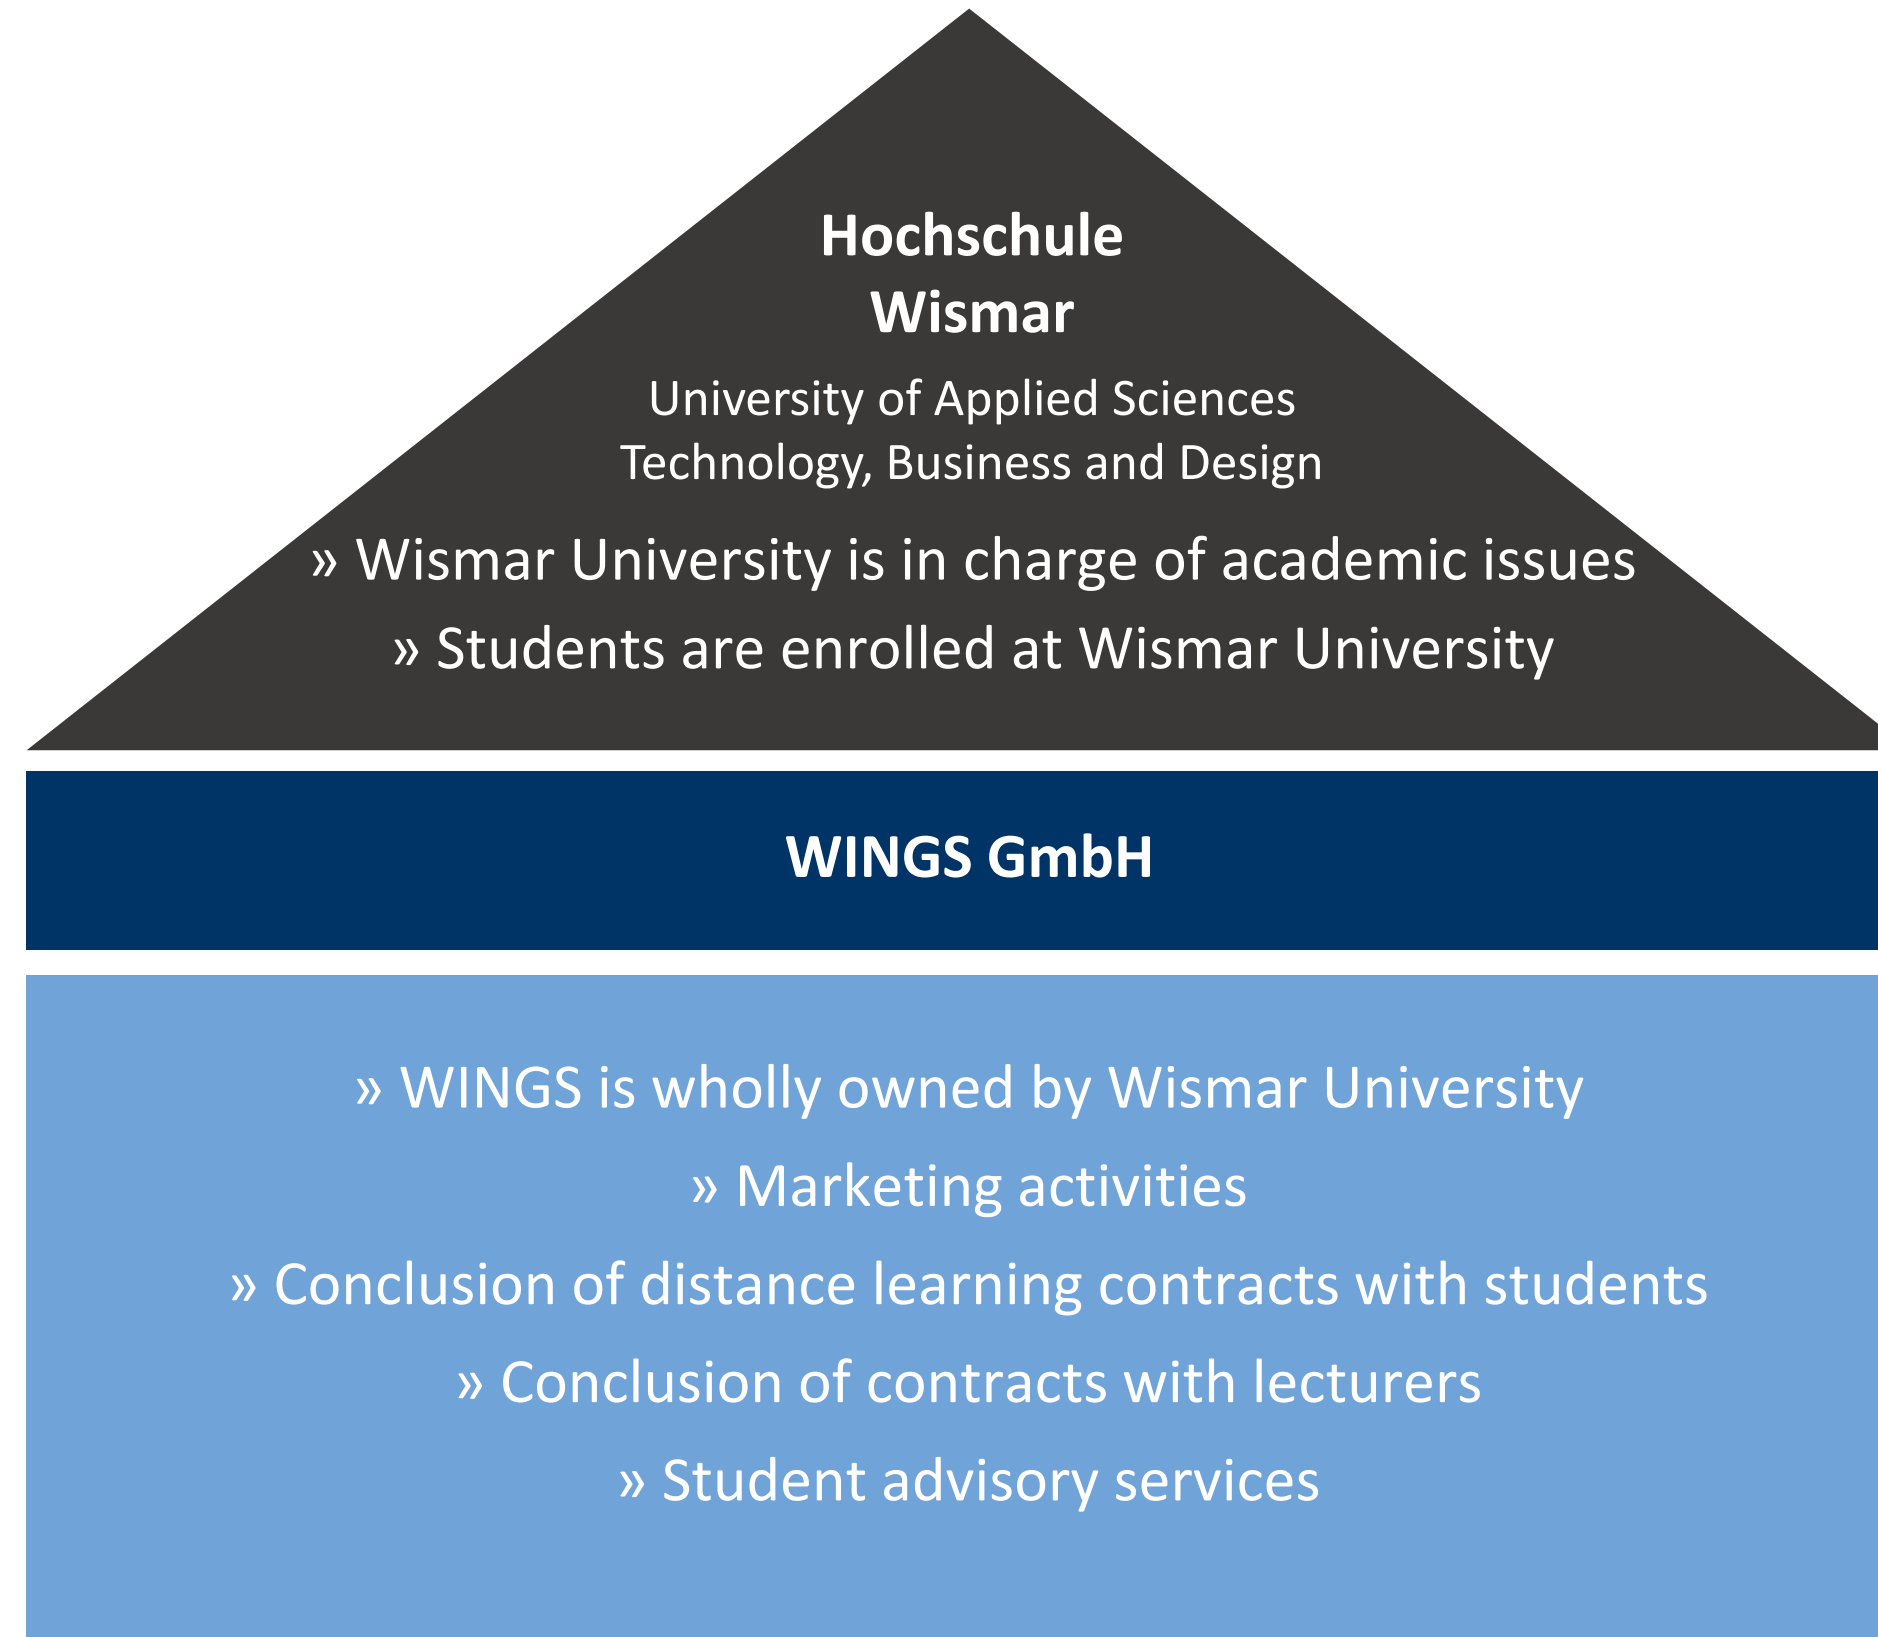 Hochschule
Wismar
University of Applied Sciences
Technology, Business and Design
» Wismar University is in charge of academic issues
» Students are enrolled at Wismar University
WINGS GmbH
» WINGS is wholly owned by Wismar University
» Marketing activities
» Conclusion of distance learning contracts with students
» Conclusion of contracts with lecturers
» Student advisory services